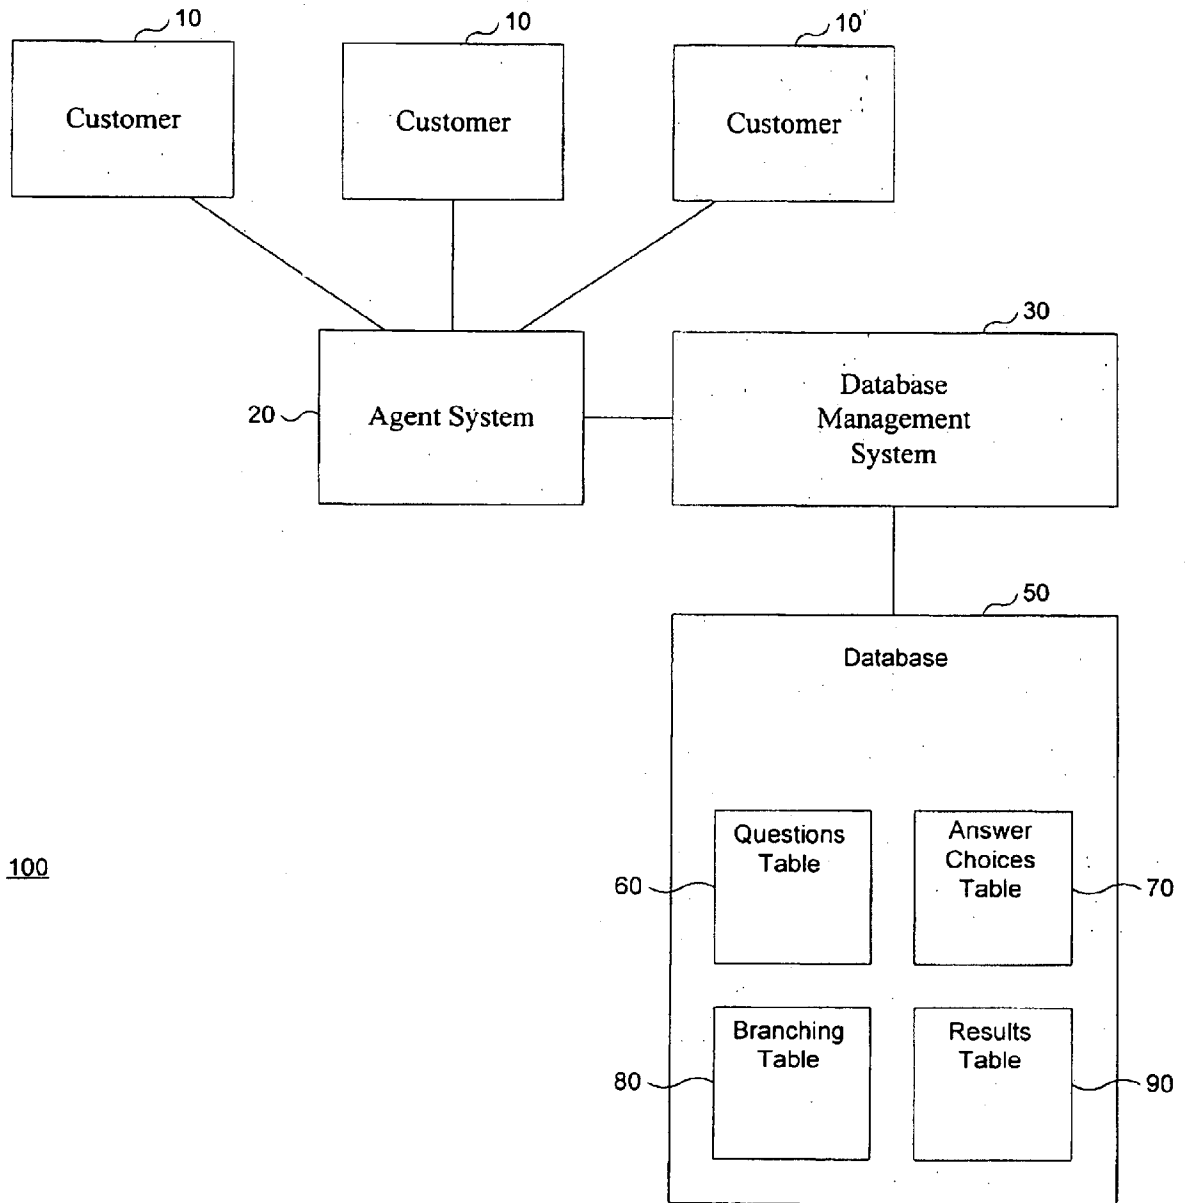 10
10
10'
Customer
Customer
Customer
30
20
Agent System
Database
Management
System
50
Database
100
Questions
Table
Answer
Choices
Table
60
70
Branching
Table
Results
Table
80
90